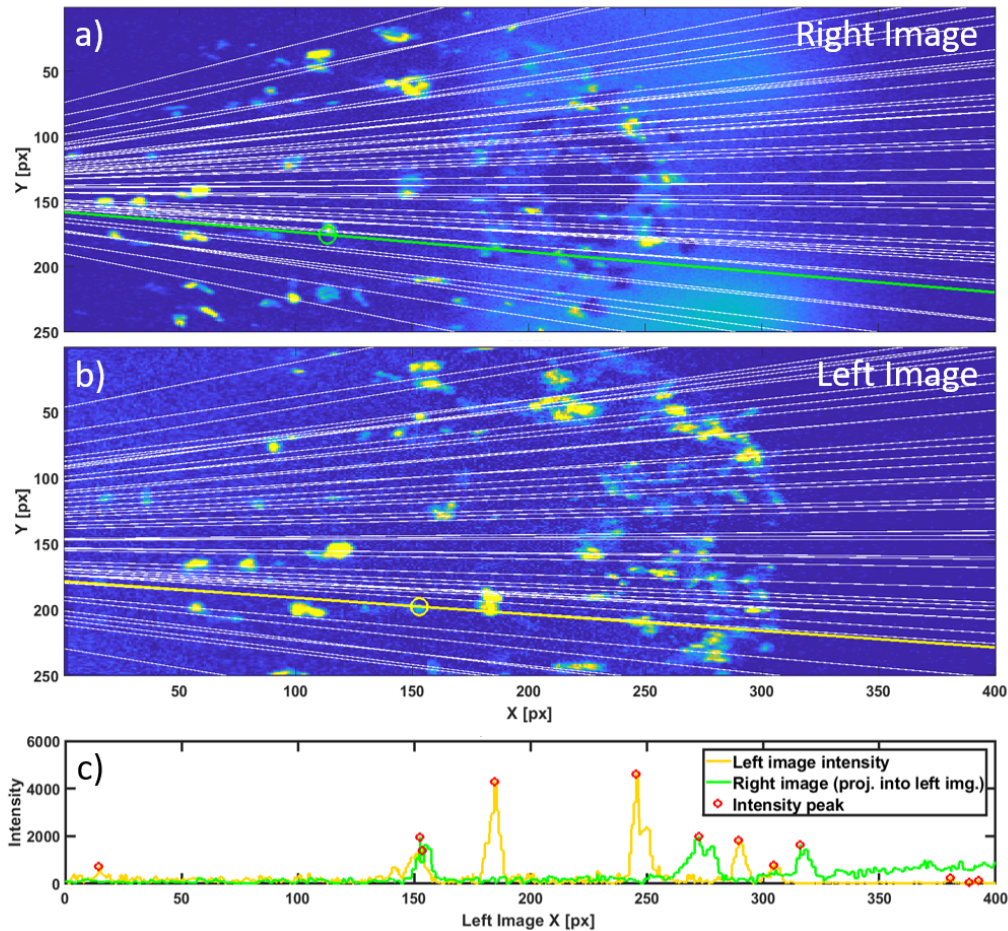 a)
Right Image
50
100
150
200
250
Y [px]
b)
Left Image
50
100
150
200
250
Y [px]
50
100
150
200
250
300
350
400
X [px]
c)
6000
4000
2000
0
Intensity
Left image intensity
Right image (proj. into left img.)
Intensity peak
0
50
100
150
200
250
300
350
400
Left Image X [px]